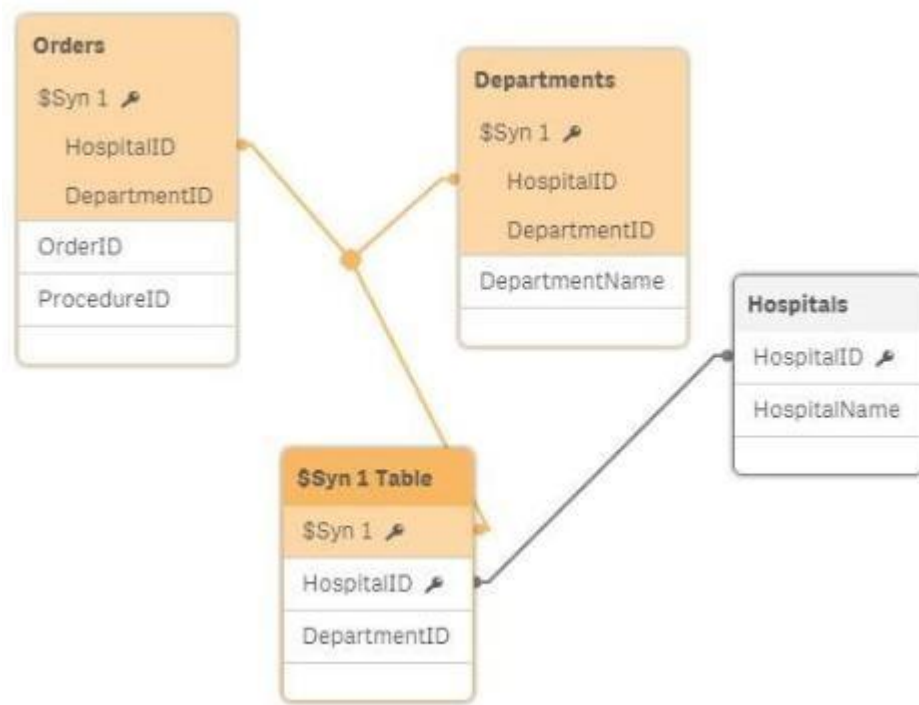 Orders
$Syn 1
HospitalID
DepartmentID
OrderID
ProcedureID
Departments
$Syn 1
HospitalID
DepartmentID
DepartmentName
Hospitals
HospitalID
HospitalName
$Syn 1 Table
$Syn 1
HospitalID
DepartmentID